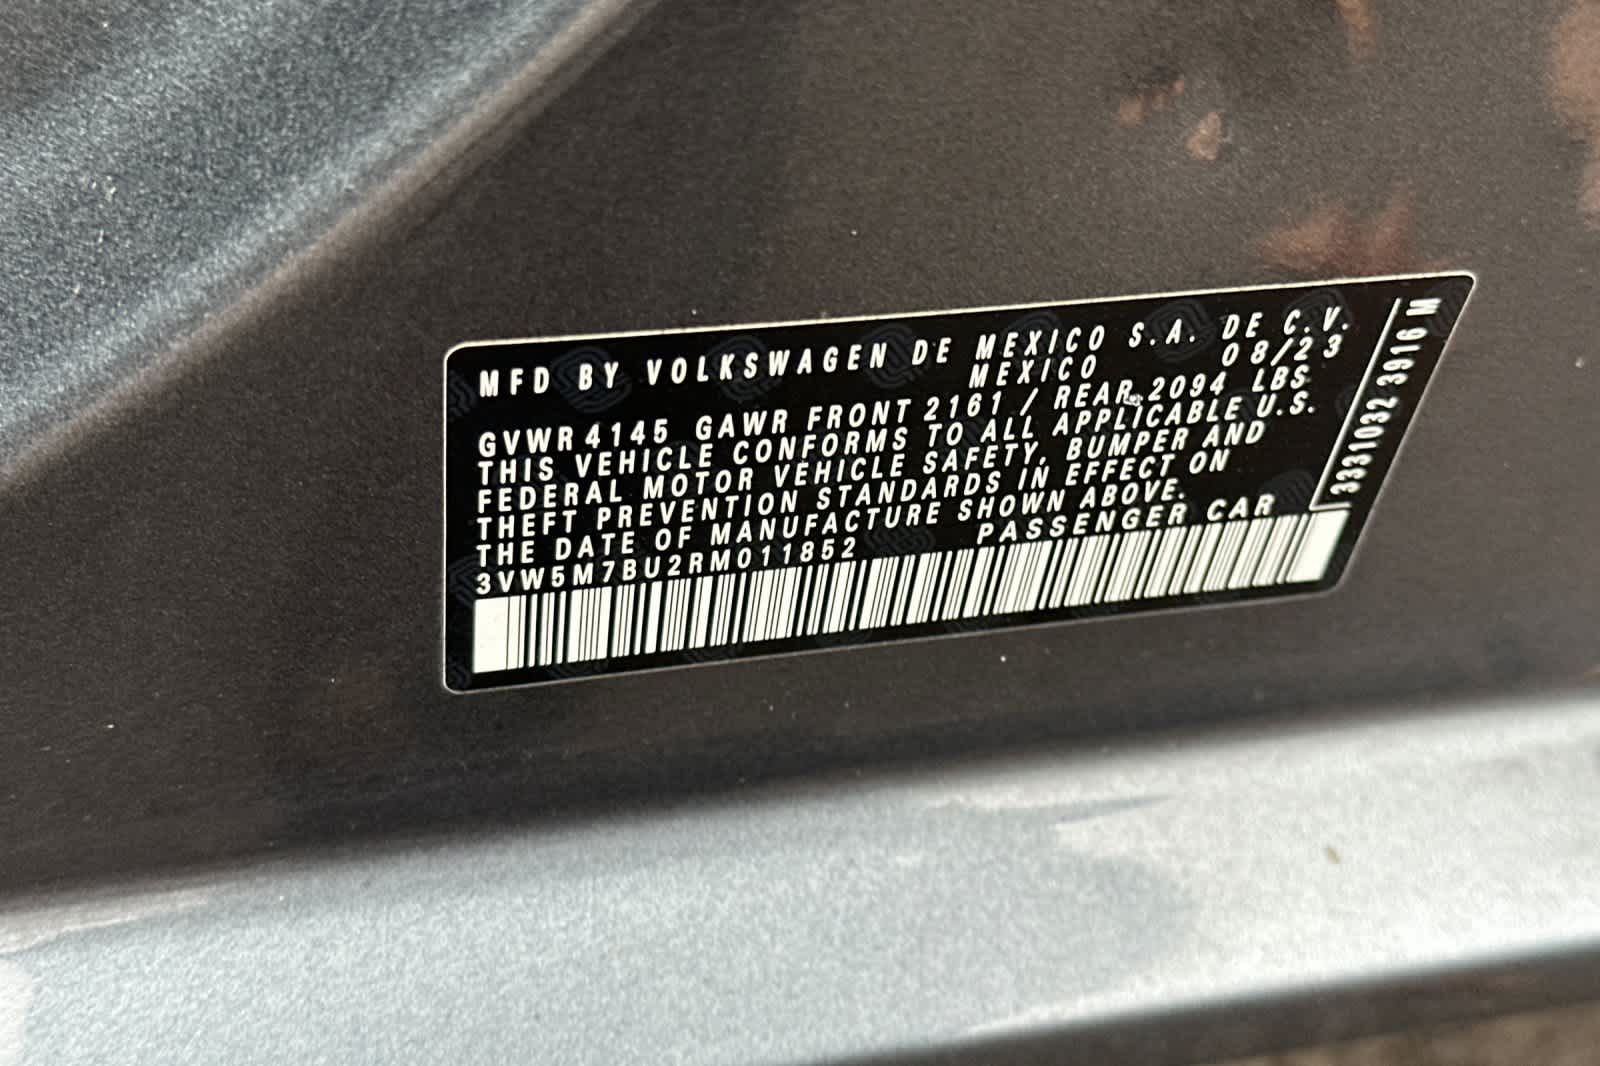 MFD BY VOLKSWAGEN DE MEXICO S.A. DE C.V.
MEXICO 08/23
GVWR 4145 GAWR FRONT 2161 / REAR 2094 LBS
THIS VEHICLE CONFORMS TO ALL APPLICABLE U.S.
FEDERAL MOTOR VEHICLE SAFETY, BUMPER AND
THEFT PREVENTION STANDARDS IN EFFECT ON
THE DATE OF MANUFACTURE SHOWN ABOVE.
3VW5M7BU2RM011852 PASSENGER CAR
3331032 3916 M